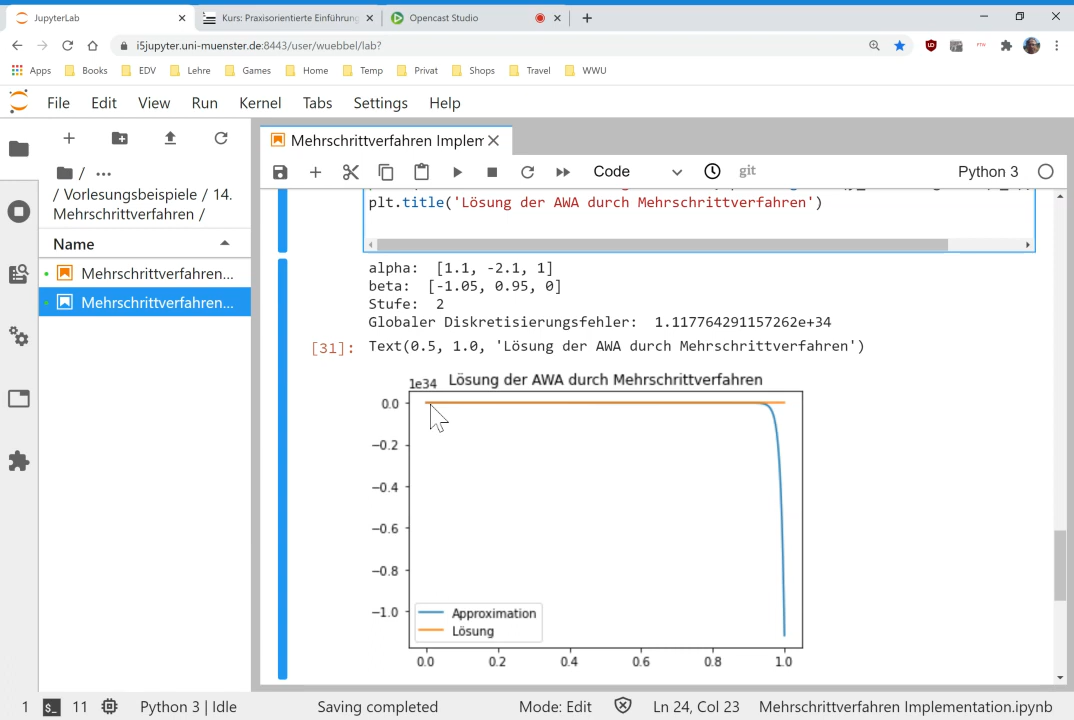 JupyterLab
Kurs: Praxisorientierte Einführung
Opencast Studio
i5jupyter.uni-muenster.de:8443/user/wuebbel/lab?
Apps Books EDV Lehre Games Home Temp Privat Shops Travel WWU
File Edit View Run Kernel Tabs Settings Help
/ ...
/ Vorlesungsbeispiele / 14.
Mehrschrittverfahren /
Name
Mehrschrittverfahren...
Mehrschrittverfahren...
Mehrschrittverfahren Implem
Code
git
Python 3
plt.title('Lösung der AWA durch Mehrschrittverfahren')
alpha:  [1.1, -2.1, 1]
beta:  [-1.05, 0.95, 0]
Stufe:  2
Globaler Diskretisierungsfehler:  1.117764291157262e+34
[31]: Text(0.5, 1.0, 'Lösung der AWA durch Mehrschrittverfahren')
1e34 Lösung der AWA durch Mehrschrittverfahren
0.0
−0.2
−0.4
−0.6
−0.8
−1.0
Approximation
Lösung
0.0 0.2 0.4 0.6 0.8 1.0
1 $_ 11 Python 3 | Idle Saving completed Mode: Edit Ln 24, Col 23 Mehrschrittverfahren Implementation.ipynb